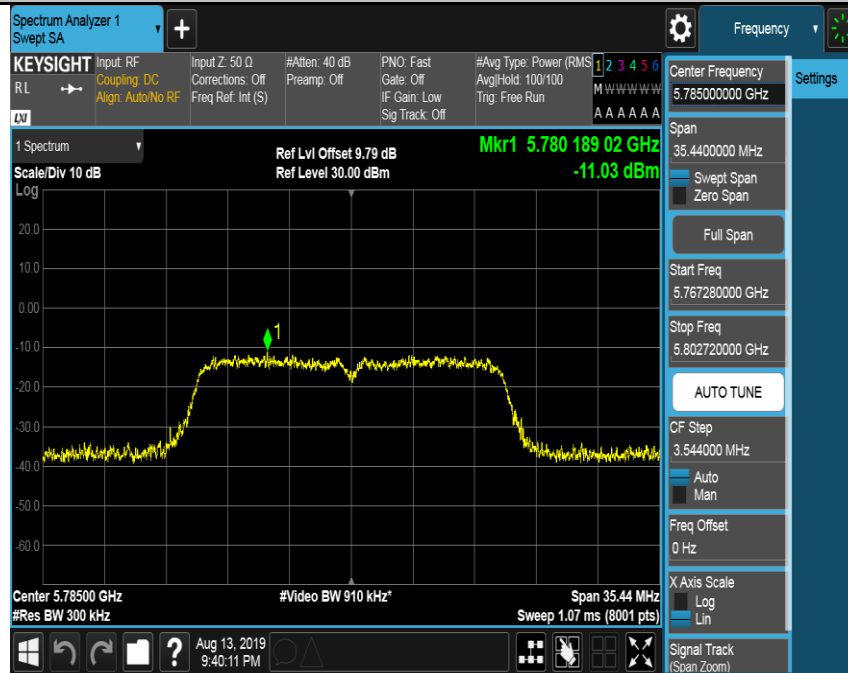 Spectrum Analyzer 1
Swept SA
+
Frequency
KEYSIGHT
RL
LXI
Input: RF
Coupling: DC
Align: Auto/No RF
Input Z: 50 Ω
Corrections: Off
Freq Ref: Int (S)
#Atten: 40 dB
Preamp: Off
PNO: Fast
Gate: Off
IF Gain: Low
Sig Track: Off
#Avg Type: Power (RMS
Avg|Hold: 100/100
Trig: Free Run
1 2 3 4 5 6
M W W W W W
A A A A A A
1 Spectrum
Scale/Div 10 dB
Log
Ref Lvl Offset 9.79 dB
Ref Level 30.00 dBm
Mkr1 5.780 189 02 GHz
-11.03 dBm
20.0
10.0
0.00
-10.0
-20.0
-30.0
-40.0
-50.0
-60.0
1
Center 5.78500 GHz
#Res BW 300 kHz
#Video BW 910 kHz*
Span 35.44 MHz
Sweep 1.07 ms (8001 pts)
?
Aug 13, 2019
9:40:11 PM
Center Frequency
5.785000000 GHz
Settings
Span
35.4400000 MHz
Swept Span
Zero Span
Full Span
Start Freq
5.767280000 GHz
Stop Freq
5.802720000 GHz
AUTO TUNE
CF Step
3.544000 MHz
Auto
Man
Freq Offset
0 Hz
X Axis Scale
Log
Lin
Signal Track
(Span Zoom)